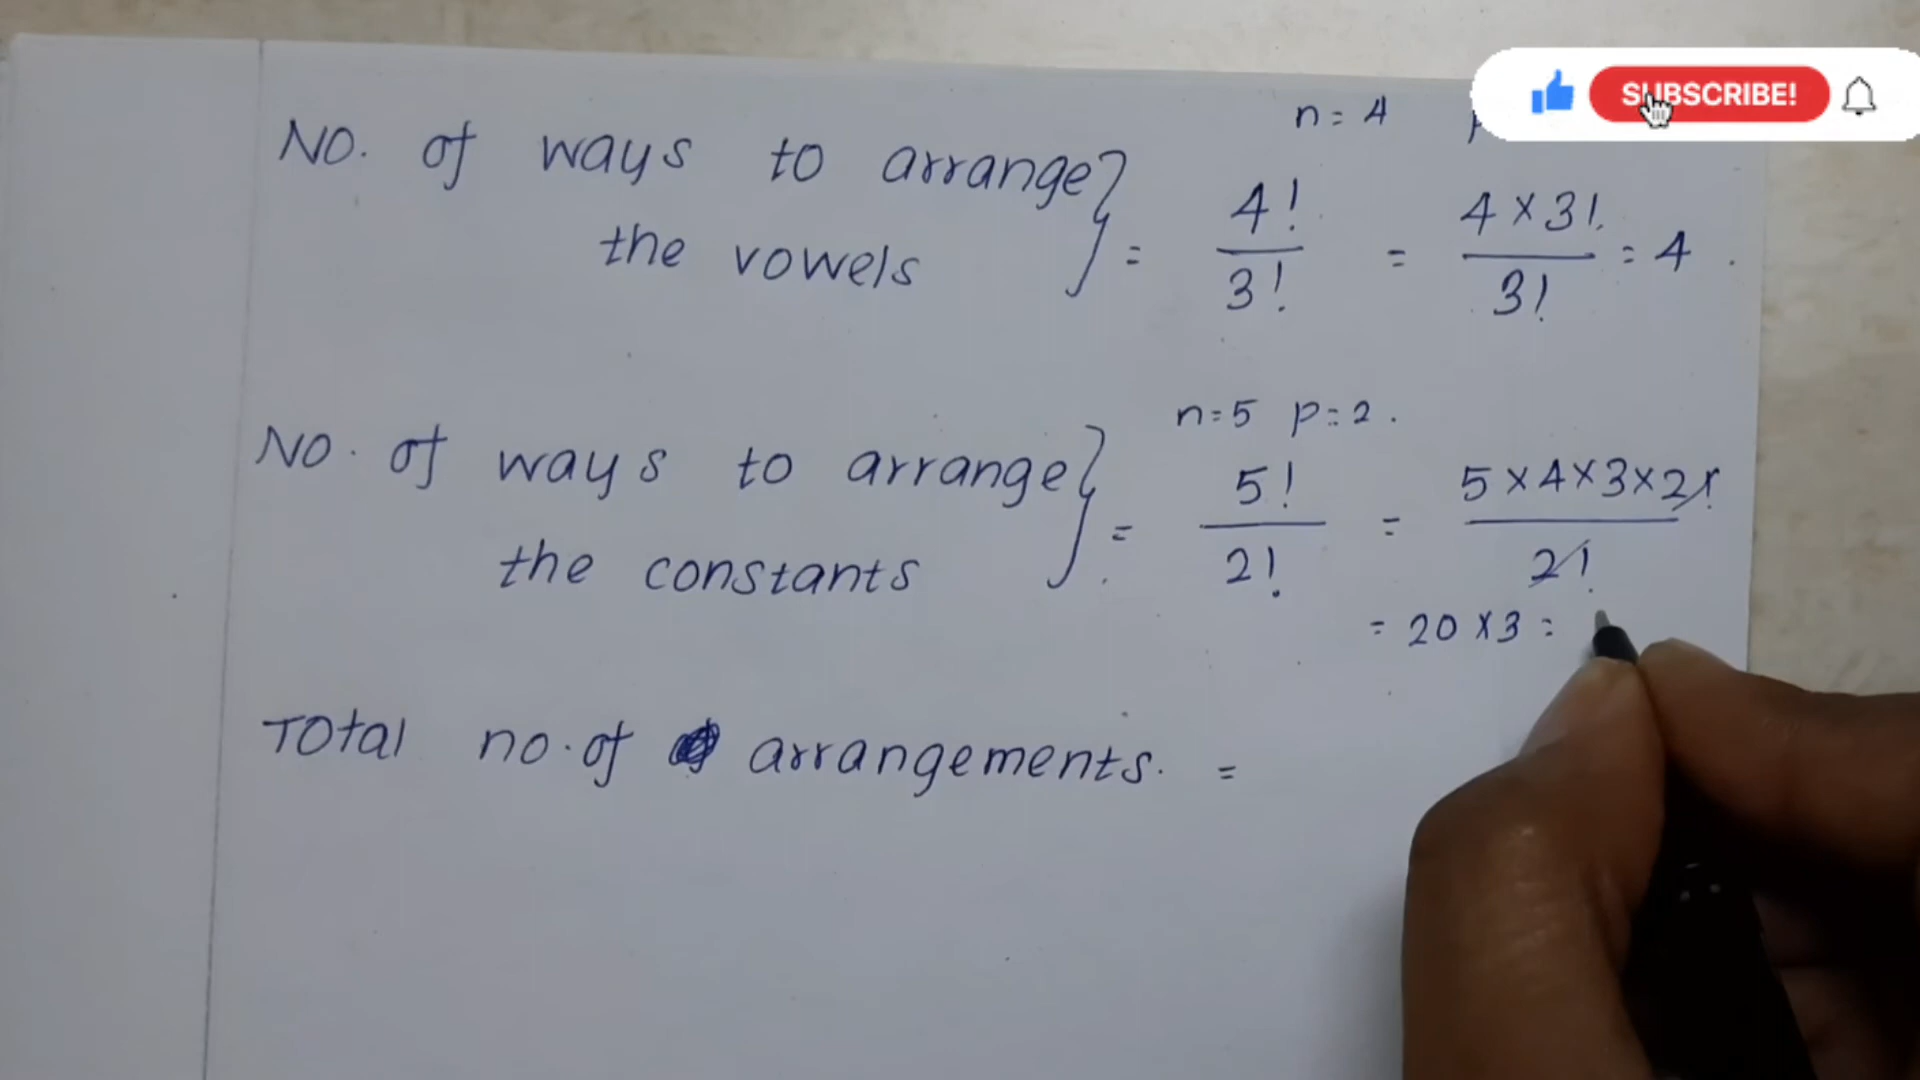 SUBSCRIBE!
n = 4
No. of ways to arrange
the vowels } = 4! / 3! = 4 × 3! / 3! = 4 .
n = 5 p = 2 .
No. of ways to arrange
the constants } = 5! / 2! = 5 × 4 × 3 × 2! / 2!
= 20 × 3 =
Total no. of arrangements. =